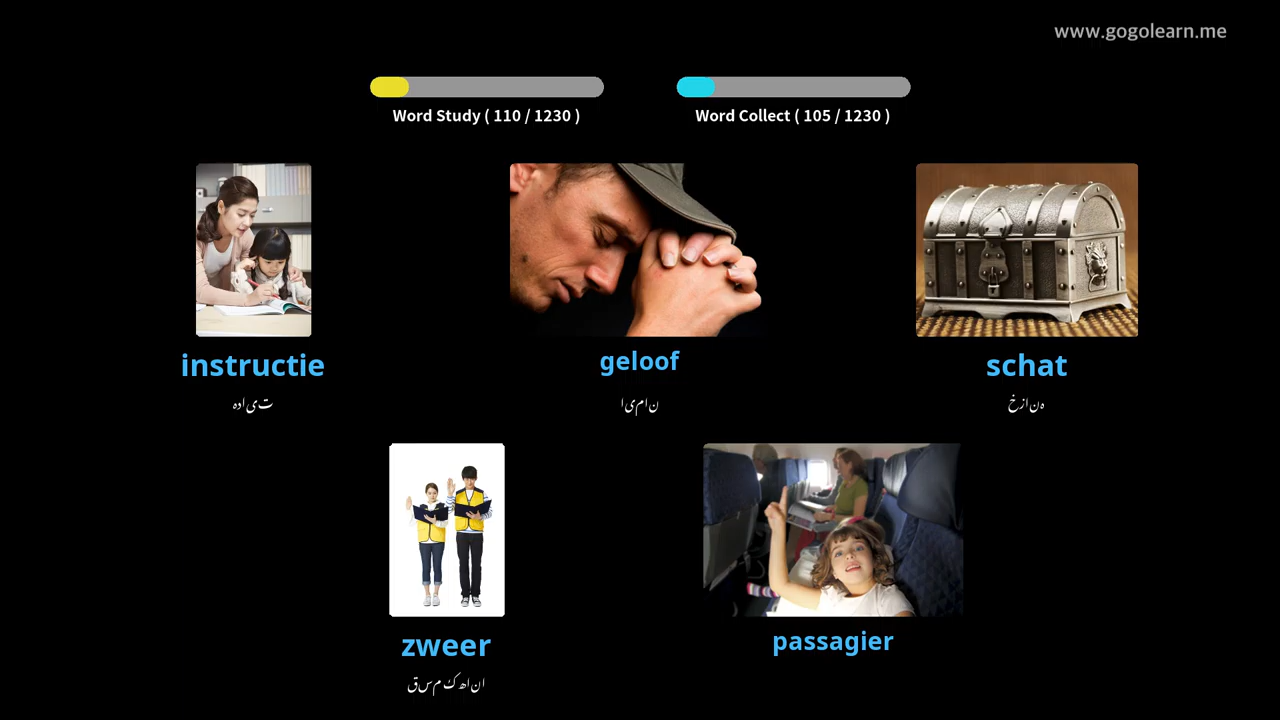 www.gogolearn.me
Word Study ( 110 / 1230 )
Word Collect ( 105 / 1230 )
instructie
ہدایت
geloof
ایمان
schat
خزانہ
zweer
قسم کھانا
passagier